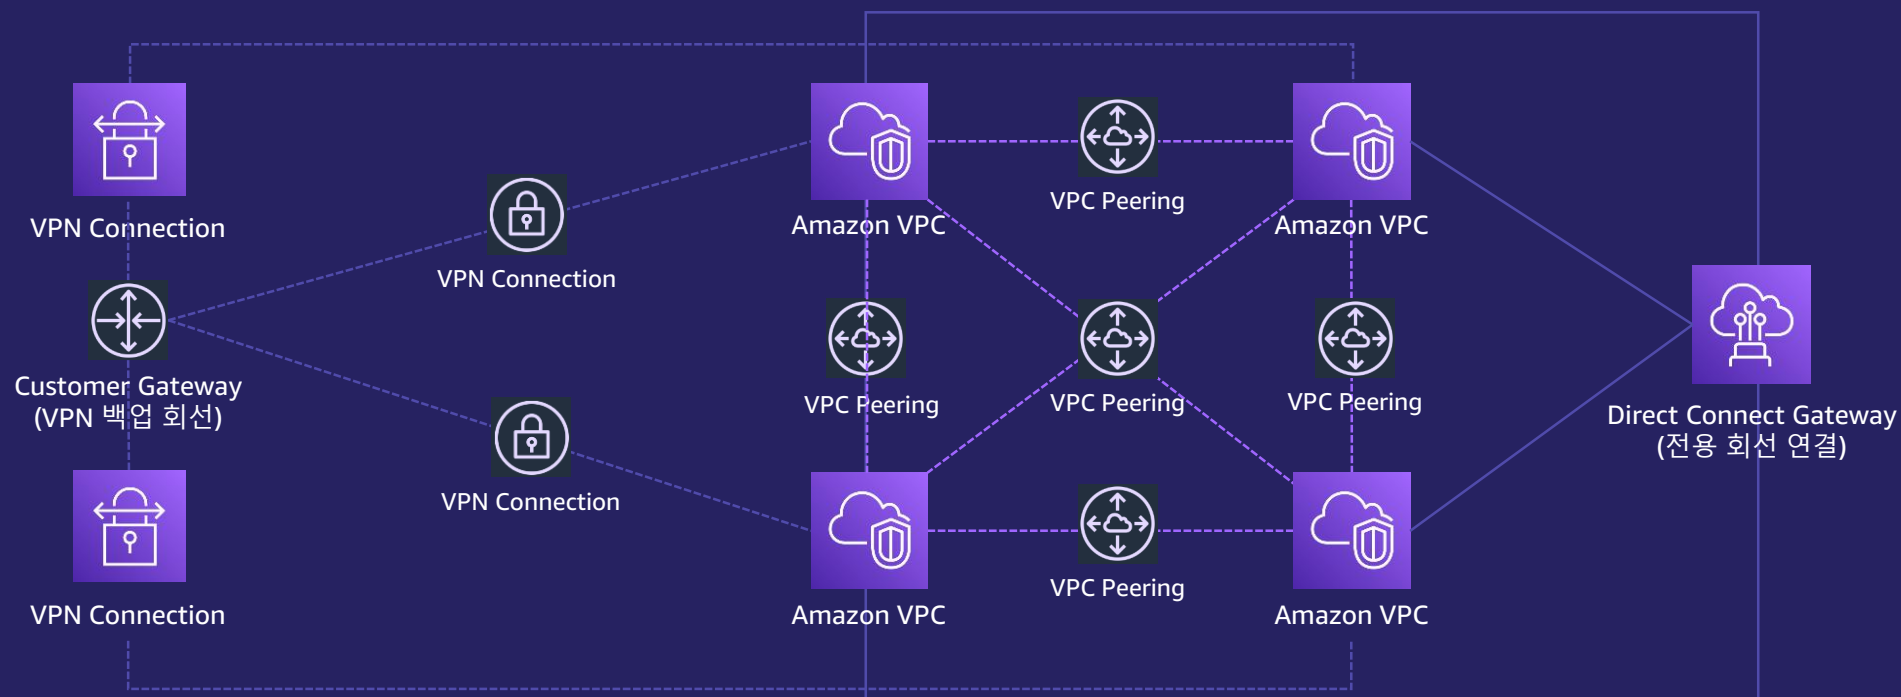 VPC Peering
VPN Connection
Amazon VPC
Amazon VPC
VPN Connection
Customer Gateway
(VPN 백업 회선)
VPC Peering
VPC Peering
VPC Peering
Direct Connect Gateway
(전용 회선 연결)
VPN Connection
VPC Peering
VPN Connection
Amazon VPC
Amazon VPC